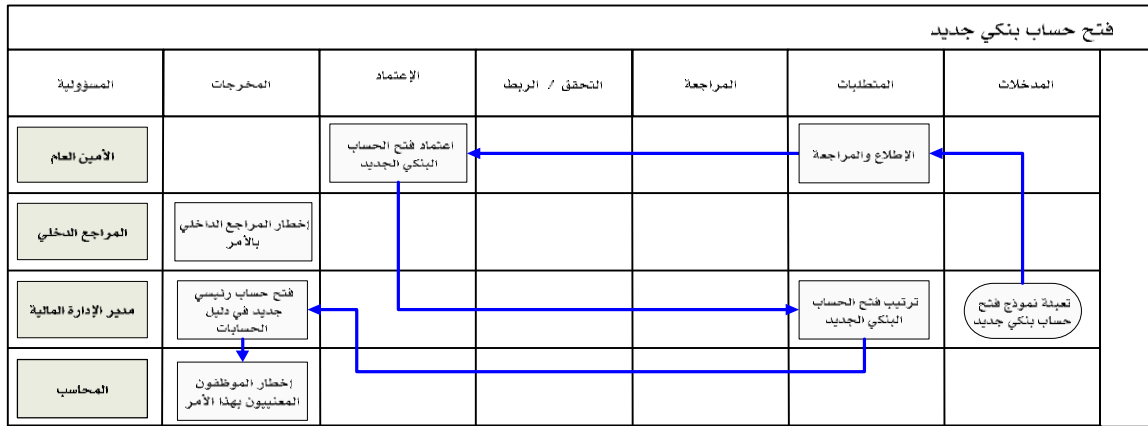 فتح حساب بنكي جديد
المدخلات
المتطلبات
المراجعة
التحقق / الربط
الإعتماد
المخرجات
المسؤولية
الإطلاع والمراجعة
اعتماد فتح الحساب
البنكي الجديد
الأمين العام
إخطار المراجع الداخلي
بالأمر
المراجع الدخلي
تعبئة نموذج فتح
حساب بنكي جديد
ترتيب فتح الحساب
البنكي الجديد
فتح حساب رئيسي
جديد في دليل
الحسابات
مدير الإدارة المالية
إخطار الموظفون
المعنييون بهذا الأمر
المحاسب